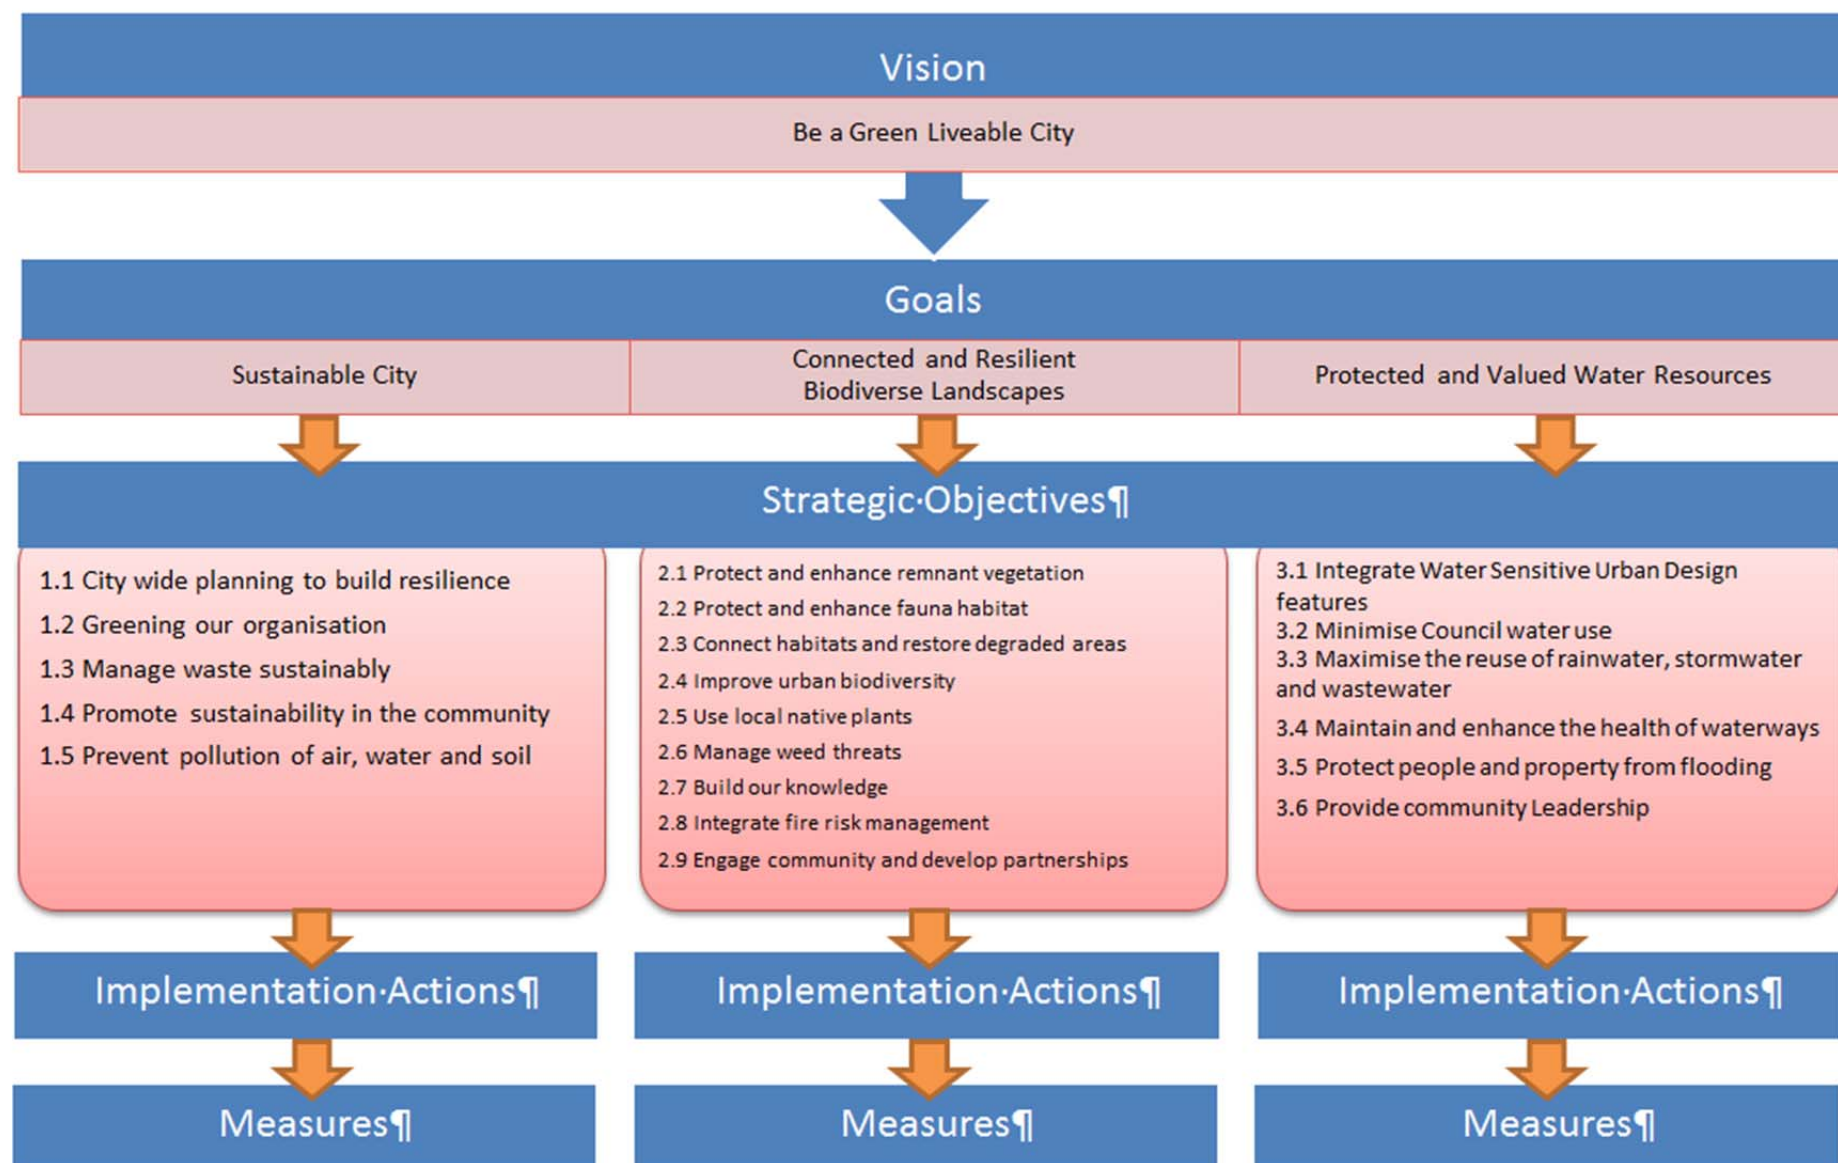 Vision
Be a Green Liveable City
Goals
Sustainable City
Connected and Resilient
Biodiverse Landscapes
Protected and Valued Water Resources
Strategic·Objectives¶
1.1 City wide planning to build resilience
1.2 Greening our organisation
1.3 Manage waste sustainably
1.4 Promote sustainability in the community
1.5 Prevent pollution of air, water and soil
2.1 Protect and enhance remnant vegetation
2.2 Protect and enhance fauna habitat
2.3 Connect habitats and restore degraded areas
2.4 Improve urban biodiversity
2.5 Use local native plants
2.6 Manage weed threats
2.7 Build our knowledge
2.8 Integrate fire risk management
2.9 Engage community and develop partnerships
3.1 Integrate Water Sensitive Urban Design
features
3.2 Minimise Council water use
3.3 Maximise the reuse of rainwater, stormwater
and wastewater
3.4 Maintain and enhance the health of waterways
3.5 Protect people and property from flooding
3.6 Provide community Leadership
Implementation·Actions¶
Implementation·Actions¶
Implementation·Actions¶
Measures¶
Measures¶
Measures¶